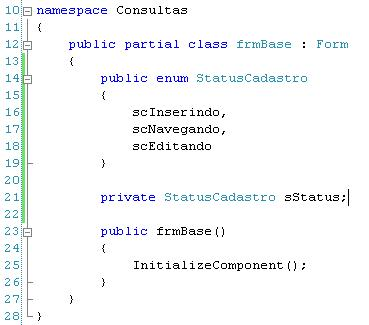 10 namespace Consultas
11 {
12 public partial class frmBase : Form
13 {
14 public enum StatusCadastro
15 {
16 scInserindo,
17 scNavegando,
18 scEditando
19 }
20
21 private StatusCadastro sStatus;
22
23 public frmBase()
24 {
25 InitializeComponent();
26 }
27 }
28 }